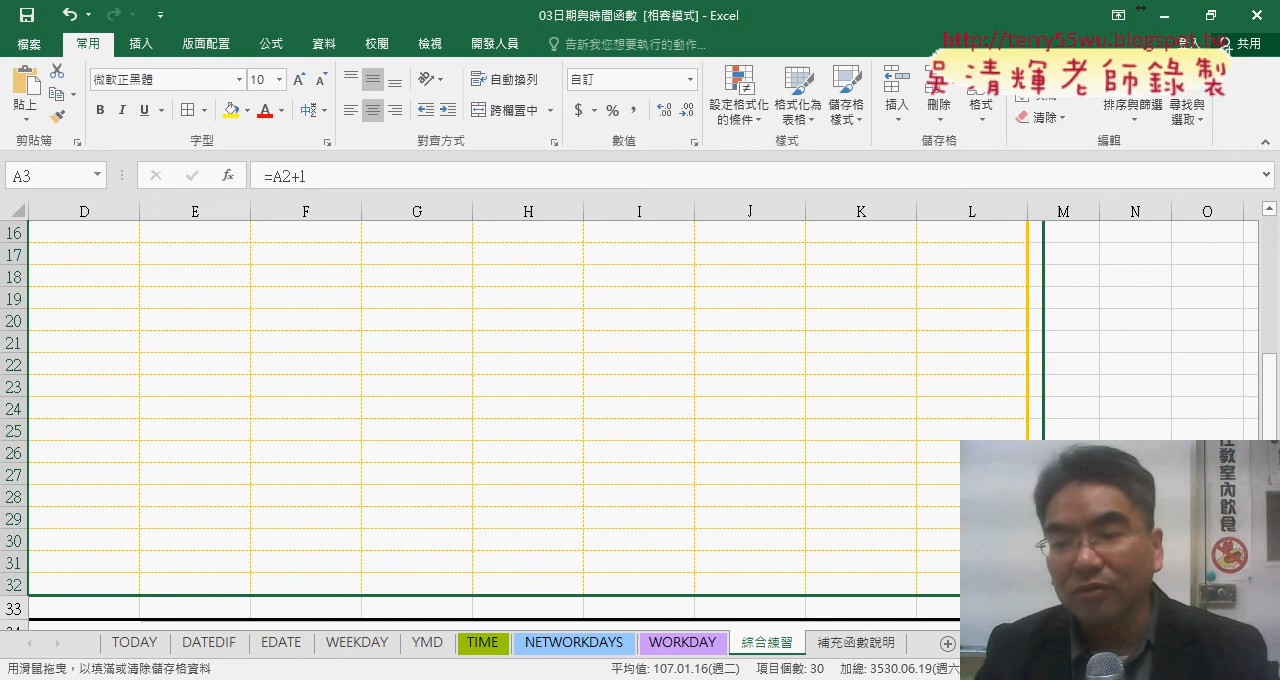 03日期與時間函數 [相容模式] - Excel
http://terry55wu.blogspot.tw
吳清輝老師錄製
檔案 常用 插入 版面配置 公式 資料 校閱 檢視 開發人員 告訴我您想要執行的動作... 登入 共用
微軟正黑體 10 自動換列 自訂
貼上 B I U 跨欄置中 $ % 設定格式化的條件 格式化為表格 儲存格樣式 插入 刪除 格式 清除 排序與篩選 尋找與選取
剪貼簿 字型 對齊方式 數值 樣式 儲存格 編輯
A3 fx =A2+1
D E F G H I J K L M N O
16
17
18
19
20
21
22
23
24
25
26
27
28
29
30
31
32
33
教室內飲食
TODAY DATEDIF EDATE WEEKDAY YMD TIME NETWORKDAYS WORKDAY 綜合練習 補充函數說明
用滑鼠拖曳，以填滿或清除儲存格資料 平均值: 107.01.16(週二) 項目個數: 30 加總: 3530.06.19(週六